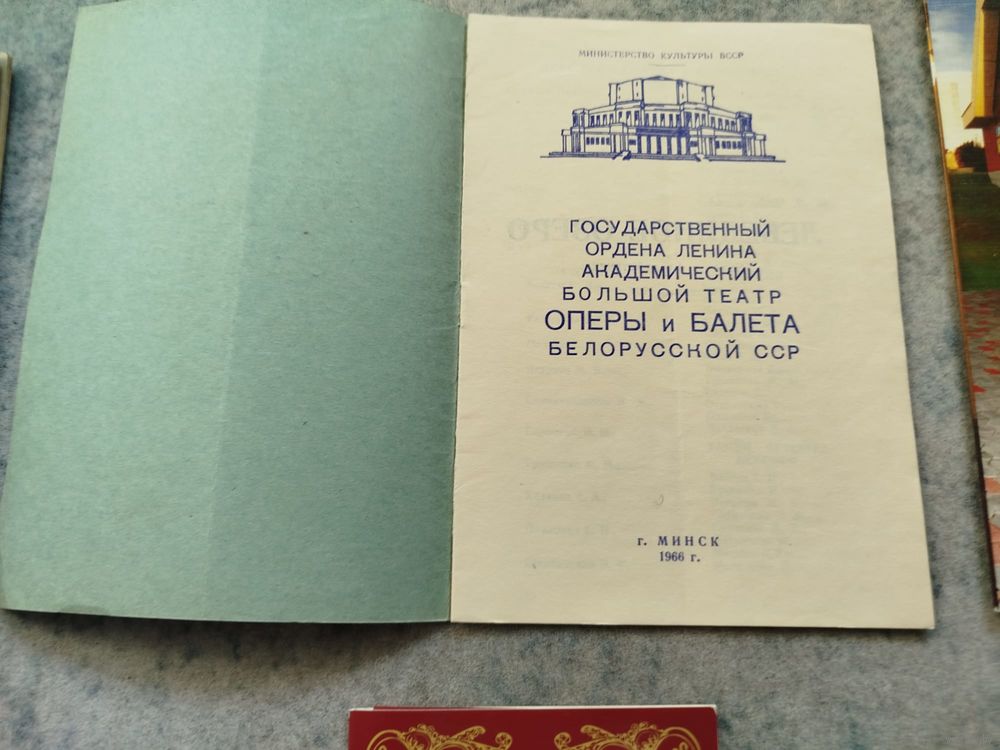 МИНИСТЕРСТВО КУЛЬТУРЫ БССР
ГОСУДАРСТВЕННЫЙ
ОРДЕНА ЛЕНИНА
АКАДЕМИЧЕСКИЙ
БОЛЬШОЙ ТЕАТР
ОПЕРЫ и БАЛЕТА
БЕЛОРУССКОЙ ССР
г. МИНСК
1966 г.